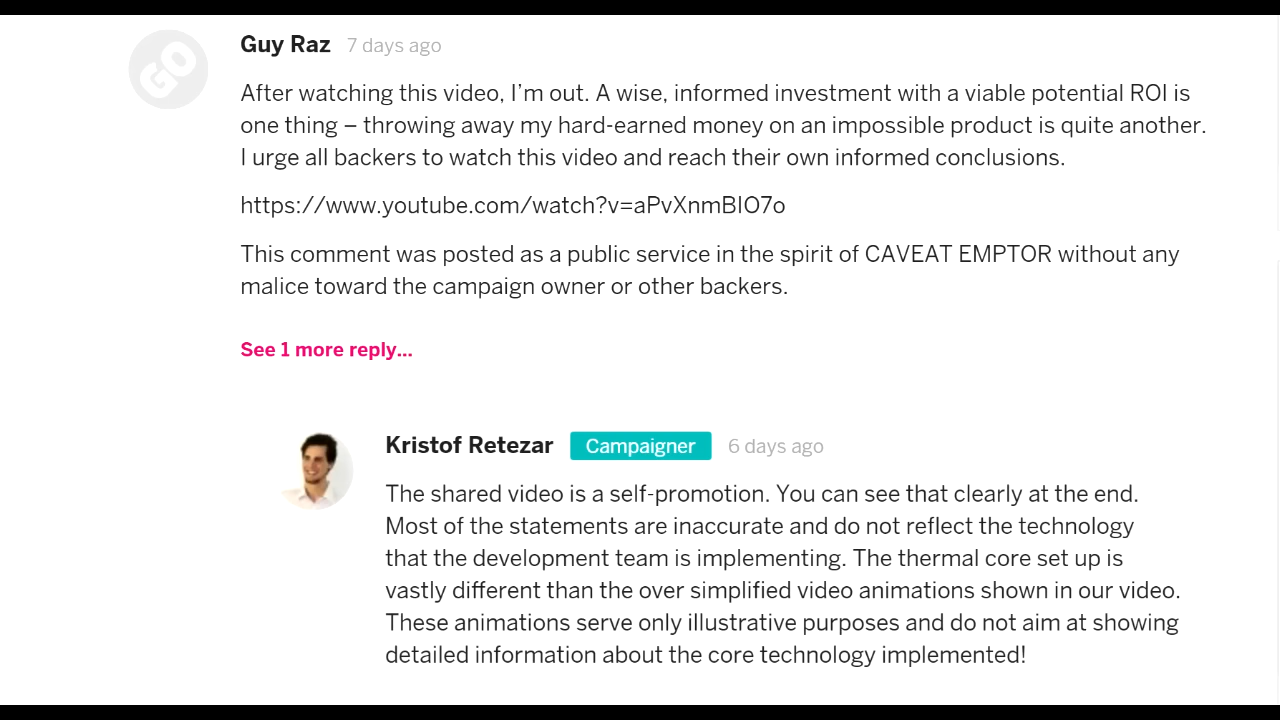 GO
Guy Raz 7 days ago
After watching this video, I'm out. A wise, informed investment with a viable potential ROI is
one thing – throwing away my hard-earned money on an impossible product is quite another.
I urge all backers to watch this video and reach their own informed conclusions.
https://www.youtube.com/watch?v=aPvXnmBIO7o
This comment was posted as a public service in the spirit of CAVEAT EMPTOR without any
malice toward the campaign owner or other backers.
See 1 more reply...
Kristof Retezar Campaigner 6 days ago
The shared video is a self-promotion. You can see that clearly at the end.
Most of the statements are inaccurate and do not reflect the technology
that the development team is implementing. The thermal core set up is
vastly different than the over simplified video animations shown in our video.
These animations serve only illustrative purposes and do not aim at showing
detailed information about the core technology implemented!